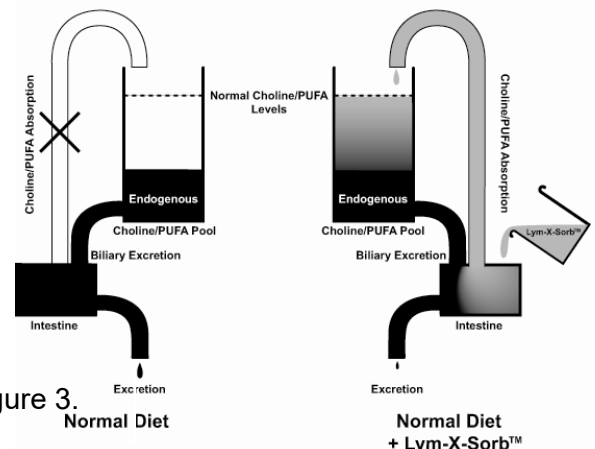 Choline/PUFA Absorption
Normal Choline/PUFA
Levels
Endogenous
Choline/PUFA Pool
Biliary Excretion
Intestine
Excretion
gure 3.
Normal Diet
Choline/PUFA Absorption
Lym-X-Sorb™
Endogenous
Choline/PUFA Pool
Biliary Excretion
Intestine
Excretion
Normal Diet
+ Lym-X-Sorb™